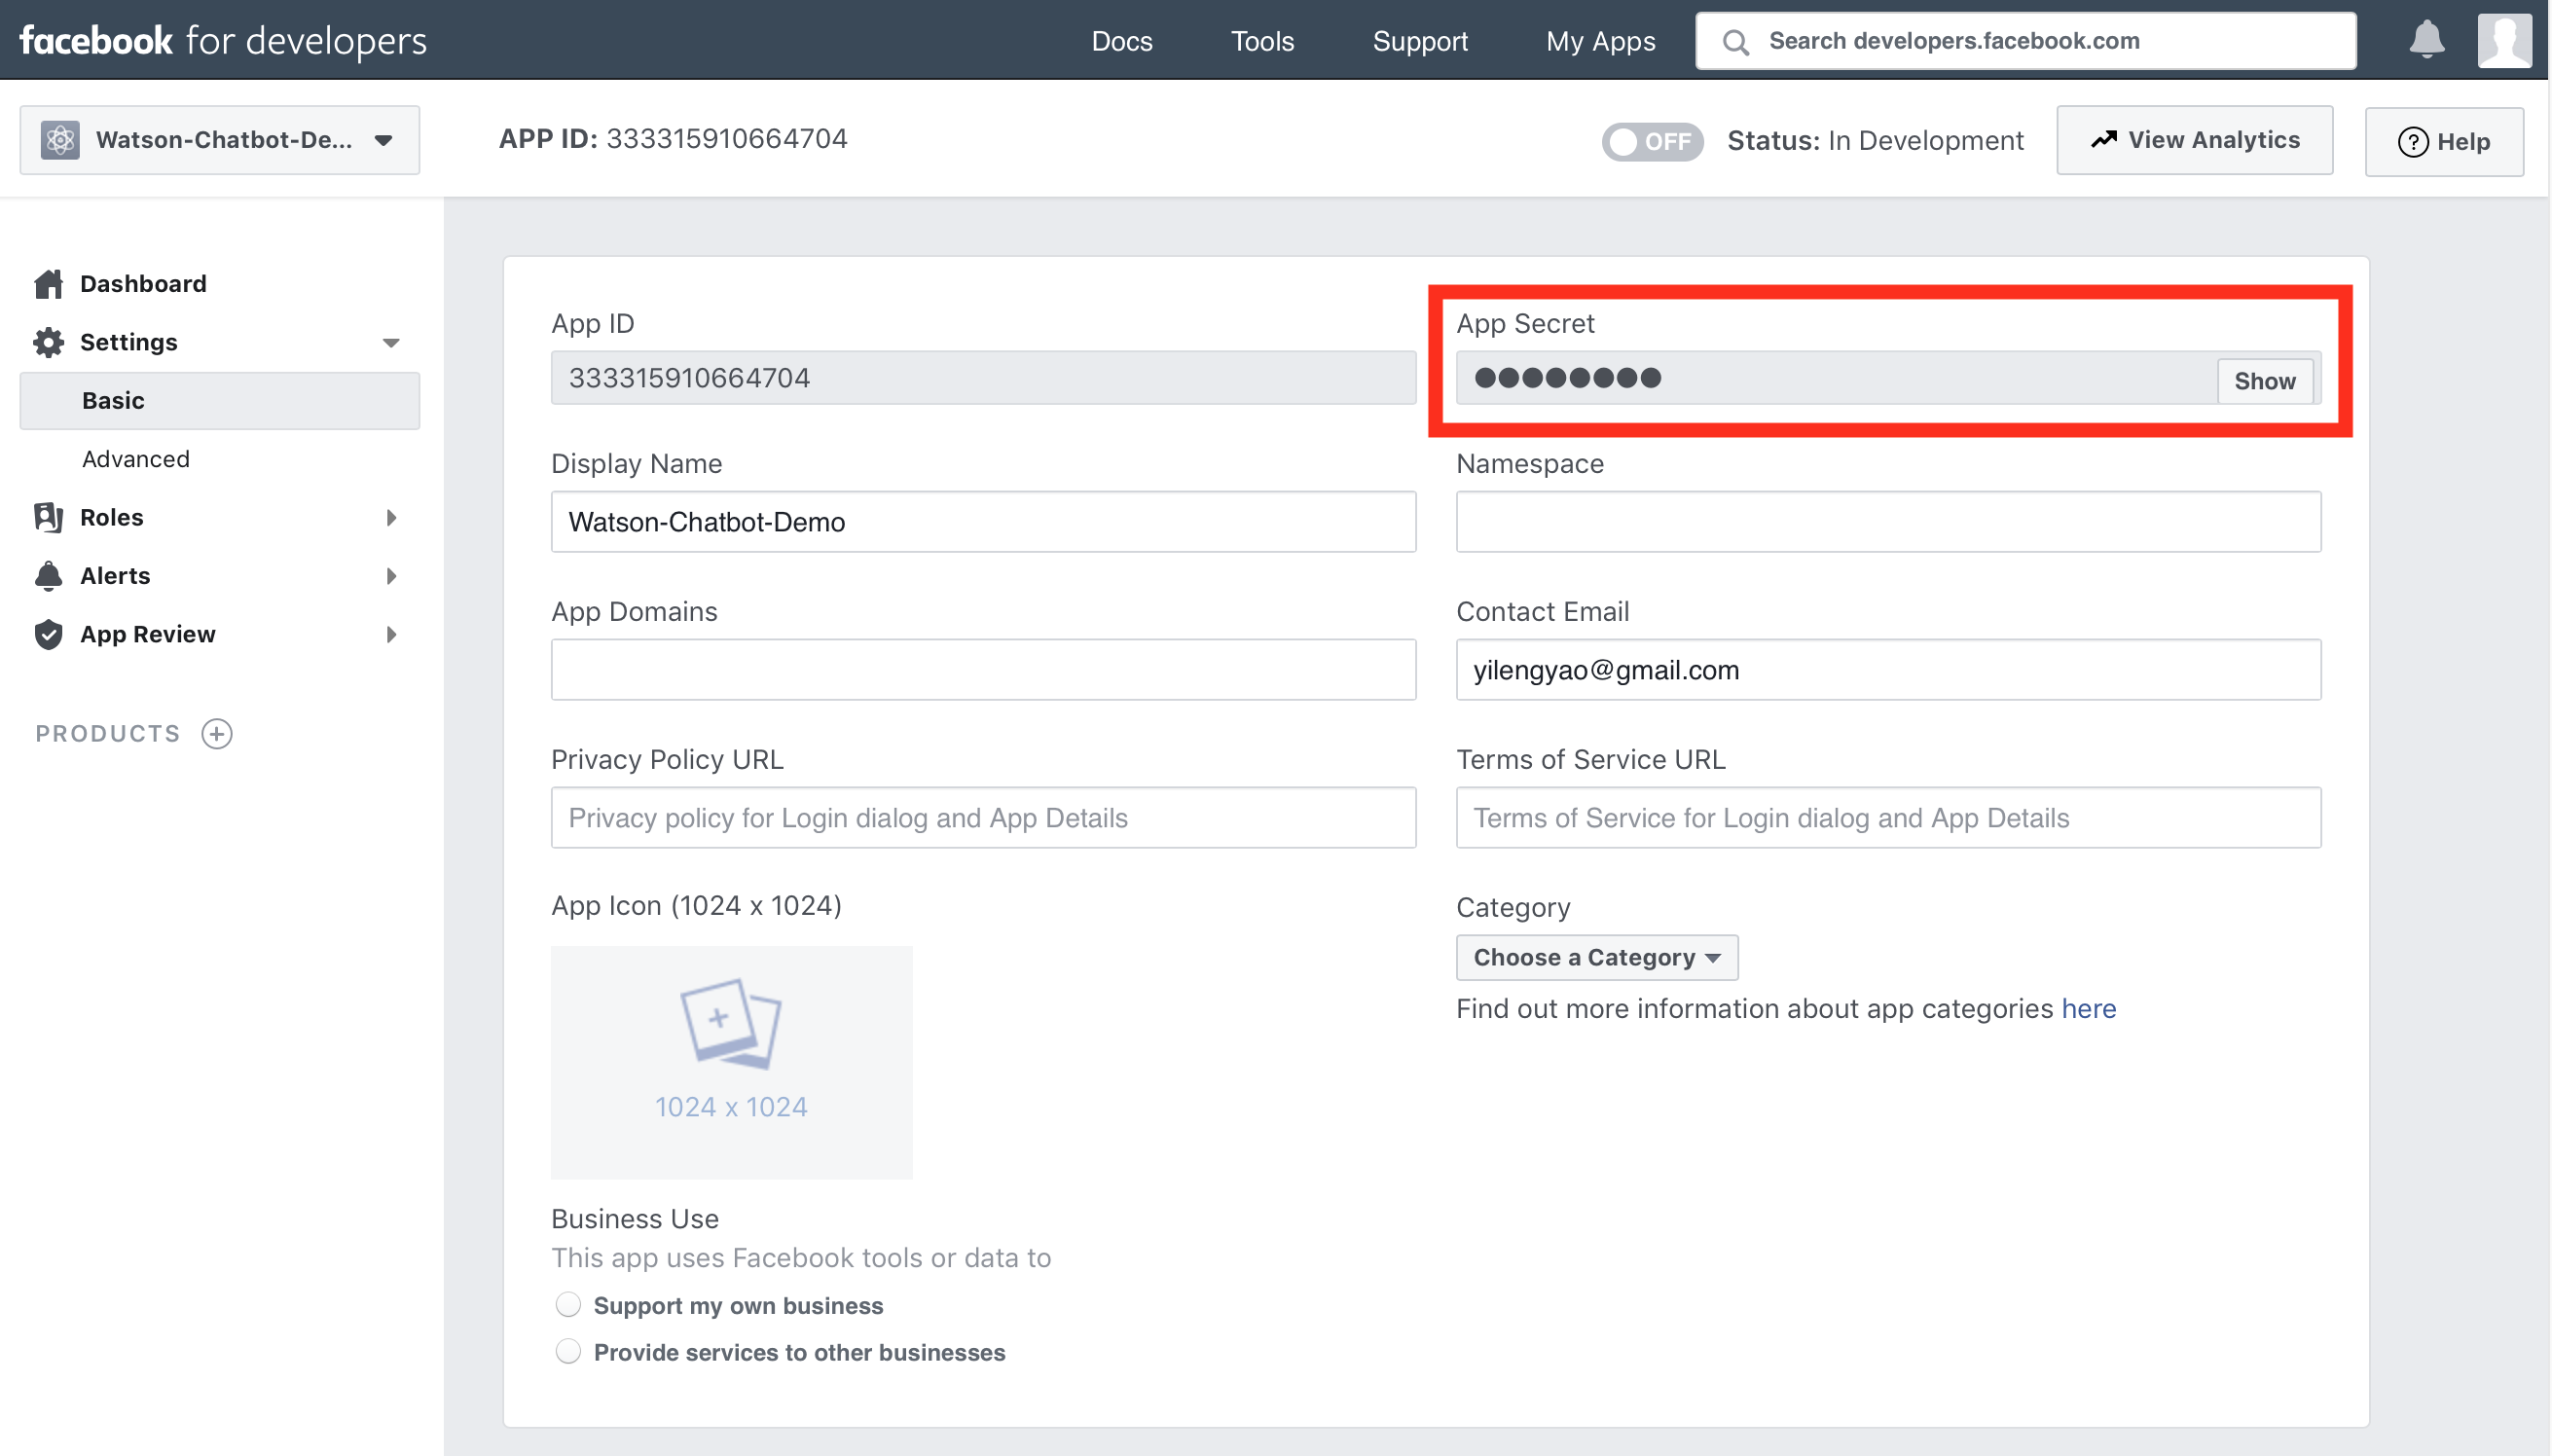 facebook for developers Docs Tools Support My Apps Search developers.facebook.com
Watson-Chatbot-De... APP ID: 333315910664704 OFF Status: In Development View Analytics ? Help
Dashboard
Settings
Basic
Advanced
Roles
Alerts
App Review
PRODUCTS
App ID
333315910664704
App Secret
●●●●●●●● Show
Display Name
Watson-Chatbot-Demo
Namespace
App Domains
Contact Email
yilengyao@gmail.com
Privacy Policy URL
Privacy policy for Login dialog and App Details
Terms of Service URL
Terms of Service for Login dialog and App Details
App Icon (1024 x 1024)
1024 x 1024
Category
Choose a Category
Find out more information about app categories here
Business Use
This app uses Facebook tools or data to
Support my own business
Provide services to other businesses